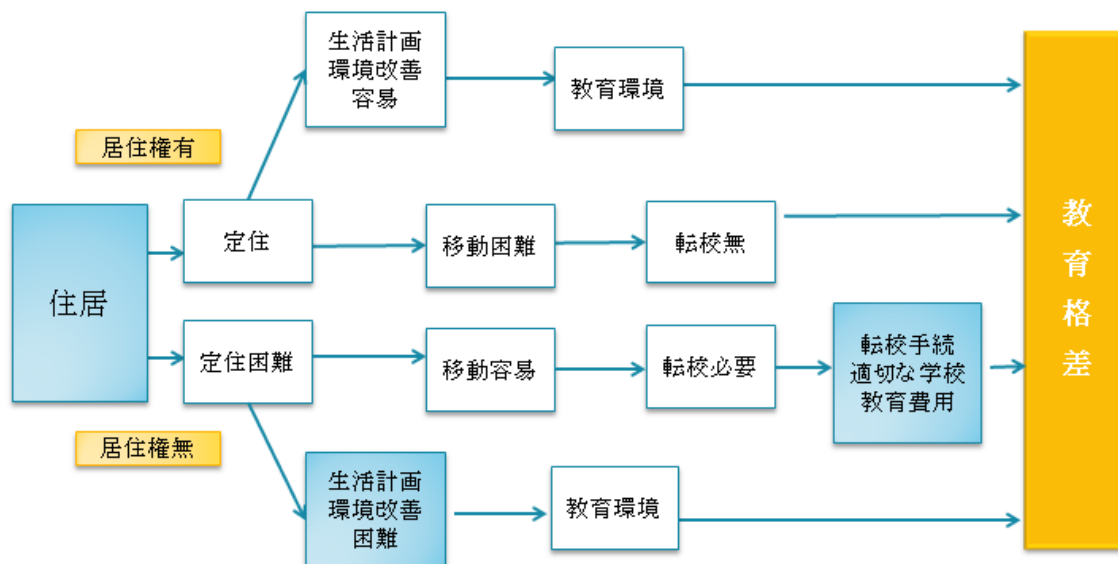 生活計画
環境改善
容易
教育環境
居住権有
住居
定住
移動困難
転校無
定住困難
移動容易
転校必要
転校手続
適切な学校
教育費用
居住権無
生活計画
環境改善
困難
教育環境
教育格差